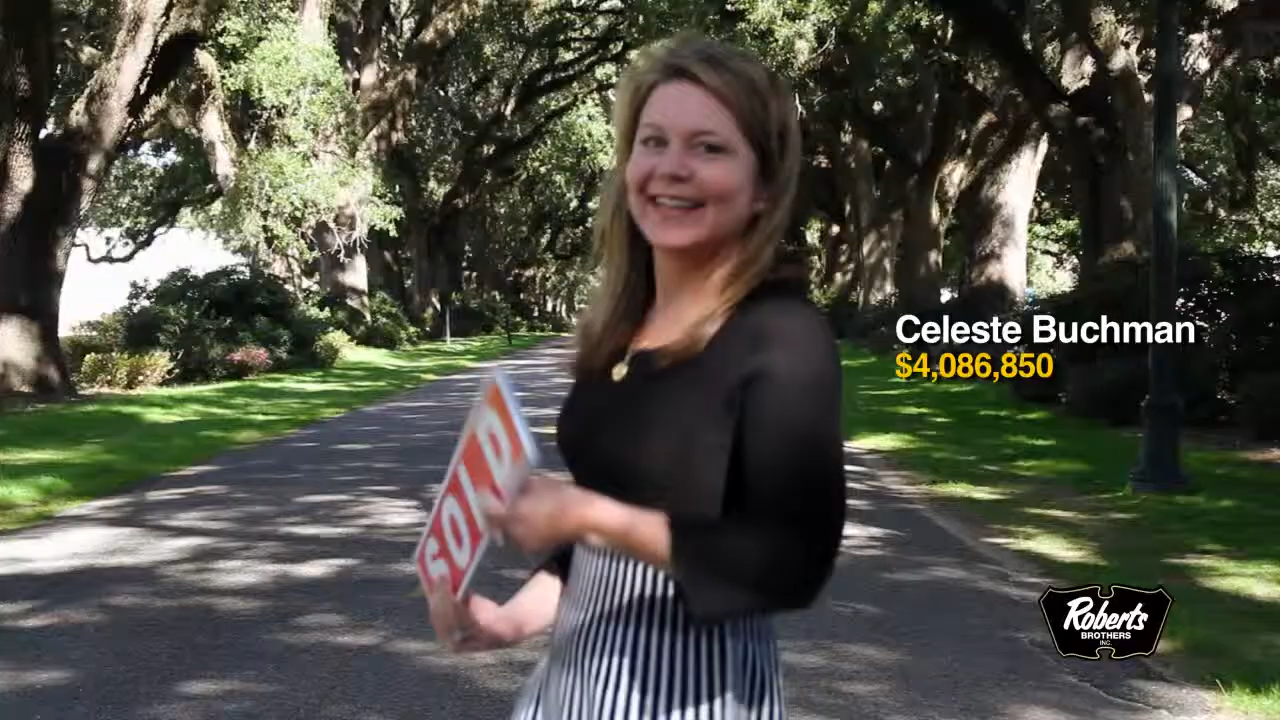 Celeste Buchman
$4,086,850
SOLD
Roberts
BROTHERS
INC.